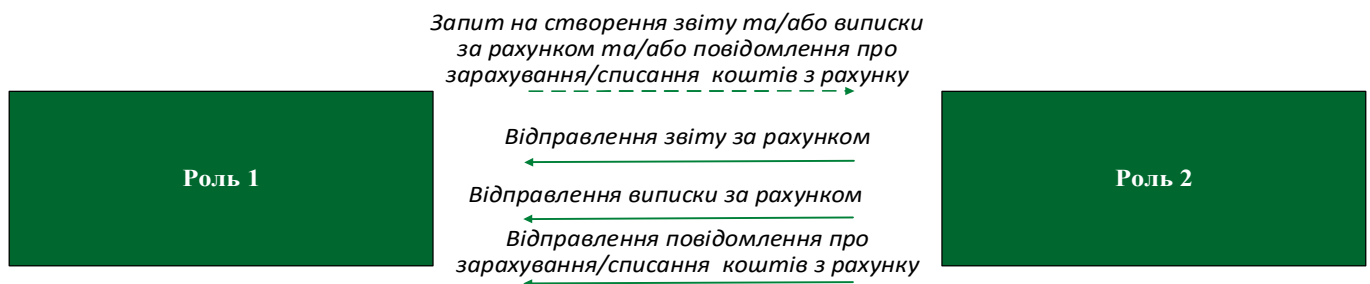 Запит на створення звіту та/або виписки
за рахунком та/або повідомлення про
зарахування/списання коштів з рахунку
Відправлення звіту за рахунком
Роль 1
Роль 2
Відправлення виписки за рахунком
Відправлення повідомлення про
зарахування/списання коштів з рахунку